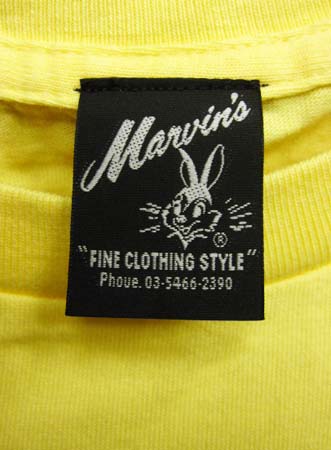 Marvin's
®
"FINE CLOTHING STYLE"
Phoue. 03-5466-2390